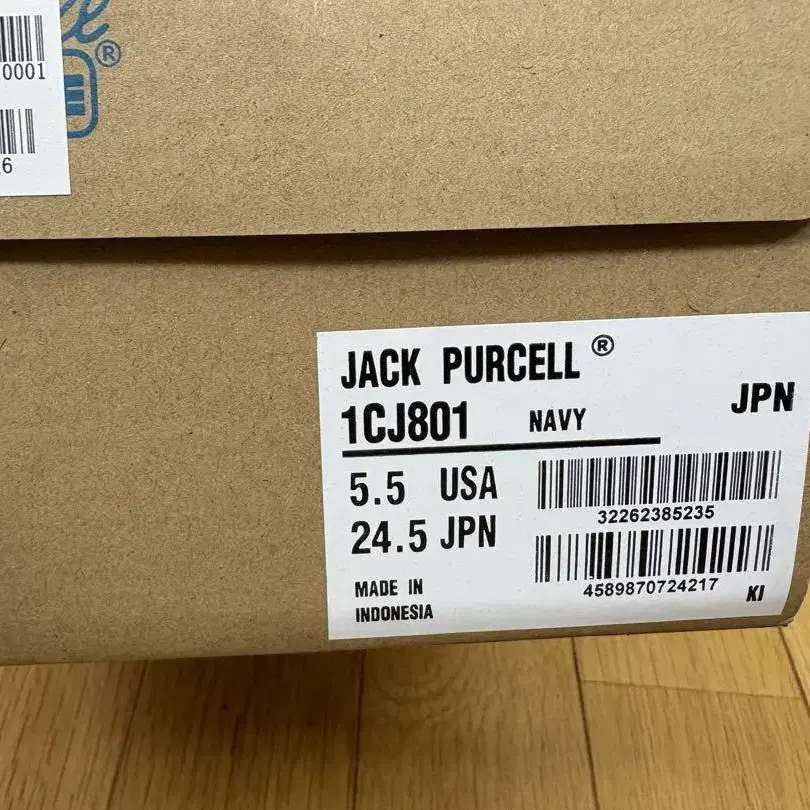 ll
®
0001
6
JACK PURCELL ®
1CJ801 NAVY JPN
5.5 USA
32262385235
24.5 JPN
4589870724217 KI
MADE IN
INDONESIA